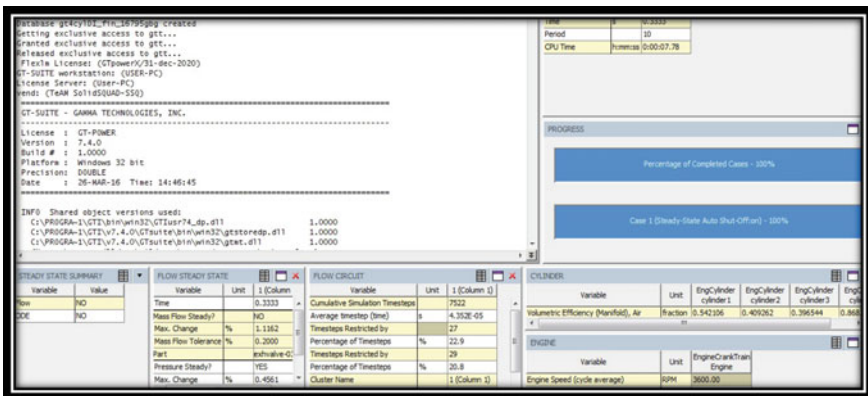 Database gt4cylDI_fin_16795gbg created
Getting exclusive access to gtt...
Granted exclusive access to gtt...
Released exclusive access to gtt...
Flexlm License: (GTpowerX/31-dec-2020)
GT-SUITE workstation: (USER-PC)
License Server: (User-PC)
vend: (TeAM SolidSQUAD-SSQ)
GT-SUITE - GAMMA TECHNOLOGIES, INC.
License : GT-POWER
Version : 7.4.0
Build # : 1.0000
Platform : Windows 32 bit
Precision: DOUBLE
Date : 26-MAR-16 Time: 14:46:45
INFO Shared object versions used:
C:\PROGRA~1\GTI\bin\win32\GTIusr74_dp.dll 1.0000
C:\PROGRA~1\GTI\v7.4.0\GTsuite\bin\win32\gtstoredp.dll 1.0000
C:\PROGRA~1\GTI\v7.4.0\GTsuite\bin\win32\gtmt.dll 1.0000
Time s 0.3333
Period 10
CPU Time h:mm:ss 0:00:07.78
PROGRESS
Percentage of Completed Cases - 100%
Case 1 (Steady-State Auto Shut-Off:on) - 100%
STEADY STATE SUMMARY
Variable Value
Flow NO
ODE NO
FLOW STEADY STATE
Variable Unit 1 (Column
Time 0.3333
Mass Flow Steady? NO
Max. Change % 1.1162
Mass Flow Tolerance % 0.2000
Part exhvalve-0
Pressure Steady? YES
Max. Change % 0.4561
FLOW CIRCUIT
Variable Unit 1 (Column 1)
Cumulative Simulation Timesteps 7522
Average timestep (time) s 4.352E-05
Timesteps Restricted by 27
Percentage of Timesteps % 22.9
Timesteps Restricted by 29
Percentage of Timesteps % 20.8
Cluster Name 1 (Column 1)
CYLINDER
Variable Unit EngCylinder cylinder1 EngCylinder cylinder2 EngCylinder cylinder3 EngC
Volumetric Efficiency (Manifold), Air fraction 0.542106 0.409262 0.396544 0.868
ENGINE
Variable Unit EngineCrankTrain Engine
Engine Speed (cycle average) RPM 3600.00